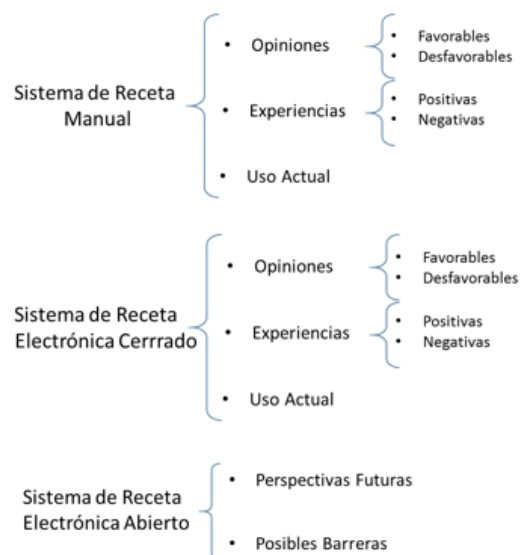 Sistema de Receta
Manual
• Opiniones
• Favorables
• Desfavorables
• Experiencias
• Positivas
• Negativas
• Uso Actual
Sistema de Receta
Electrónica Cerrrado
• Opiniones
• Favorables
• Desfavorables
• Experiencias
• Positivas
• Negativas
• Uso Actual
Sistema de Receta
Electrónica Abierto
• Perspectivas Futuras
• Posibles Barreras